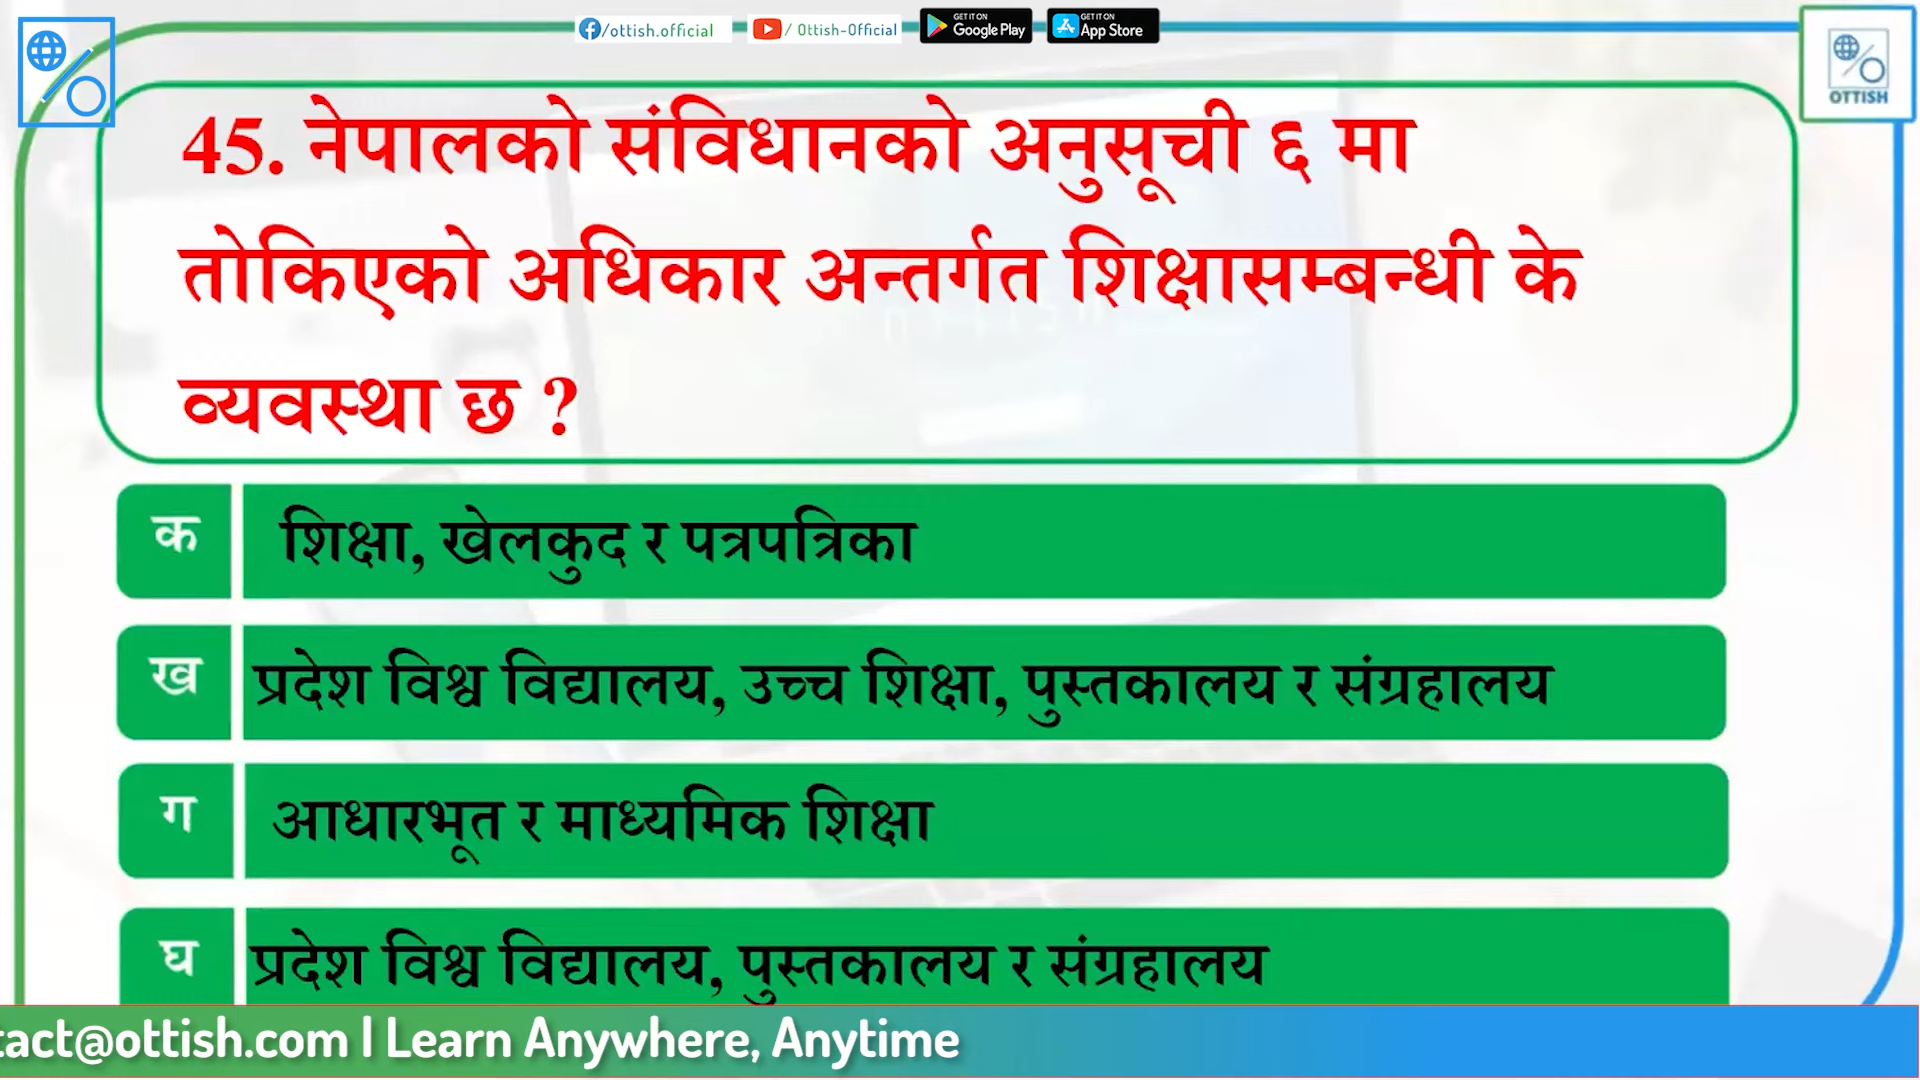 /ottish.official
/ Ottish-Official
GET IT ON
Google Play
GET IT ON
App Store
OTTISH
45. नेपालको संविधानको अनुसूची ६ मा
तोकिएको अधिकार अन्तर्गत शिक्षासम्बन्धी के
व्यवस्था छ ?
क शिक्षा, खेलकुद र पत्रपत्रिका
ख प्रदेश विश्व विद्यालय, उच्च शिक्षा, पुस्तकालय र संग्रहालय
ग आधारभूत र माध्यमिक शिक्षा
घ प्रदेश विश्व विद्यालय, पुस्तकालय र संग्रहालय
tact@ottish.com | Learn Anywhere, Anytime